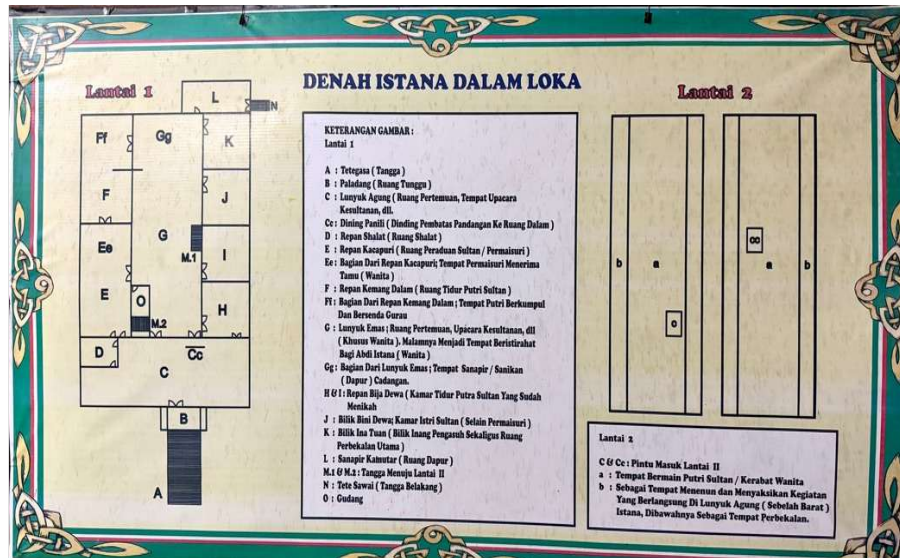 DENAH ISTANA DALAM LOKA
Lantai 1
L
N
Ff
Gg
K
F
J
G
Ee
M.1
I
E
O
H
M.2
D
Cc
C
B
A
KETERANGAN GAMBAR :
Lantai 1
A : Tetegasa ( Tangga )
B : Paladang ( Ruang Tunggu )
C : Lunyuk Agung ( Ruang Pertemuan, Tempat Upacara
Kesultanan, dll.
Cc : Dining Panili ( Dinding Pembatas Pandangan Ke Ruang Dalam )
D : Repan Shalat ( Ruang Shalat )
E : Repan Kacapuri ( Ruang Peraduan Sultan / Permaisuri )
Ee : Bagian Dari Repan Kacapuri; Tempat Permaisuri Menerima
Tamu ( Wanita )
F : Repan Kemang Dalam ( Ruang Tidur Putri Sultan )
Ff : Bagian Dari Repan Kemang Dalam ; Tempat Putri Berkumpul
Dan Bersenda Gurau
G : Lunyuk Emas ; Ruang Pertemuan, Upacara Kesultanan, dll
( Khusus Wanita ). Malamnya Menjadi Tempat Beristirahat
Bagi Abdi Istana ( Wanita )
Gg : Bagian Dari Lunyuk Emas ; Tempat Sanapir / Sanikan
( Dapur ) Cadangan.
H & I : Repan Bija Dewa ( Kamar Tidur Putra Sultan Yang Sudah
Menikah
J : Bilik Bini Dewa; Kamar Istri Sultan ( Selain Permaisuri )
K : Bilik Ina Tuan ( Bilik Inang Pengasuh Sekaligus Ruang
Perbekalan Utama )
L : Sanapir Kamutar ( Ruang Dapur )
M.1 & M.2 : Tangga Menuju Lantai II
N : Tete Sawai ( Tangga Belakang )
O : Gudang
Lantai 2
b
a
c
cc
a
b
Lantai 2
C & Cc : Pintu Masuk Lantai II
a : Tempat Bermain Putri Sultan / Kerabat Wanita
b : Sebagai Tempat Menenun dan Menyaksikan Kegiatan
Yang Berlangsung Di Lunyuk Agung ( Sebelah Barat )
Istana, Dibawahnya Sebagai Tempat Perbekalan.